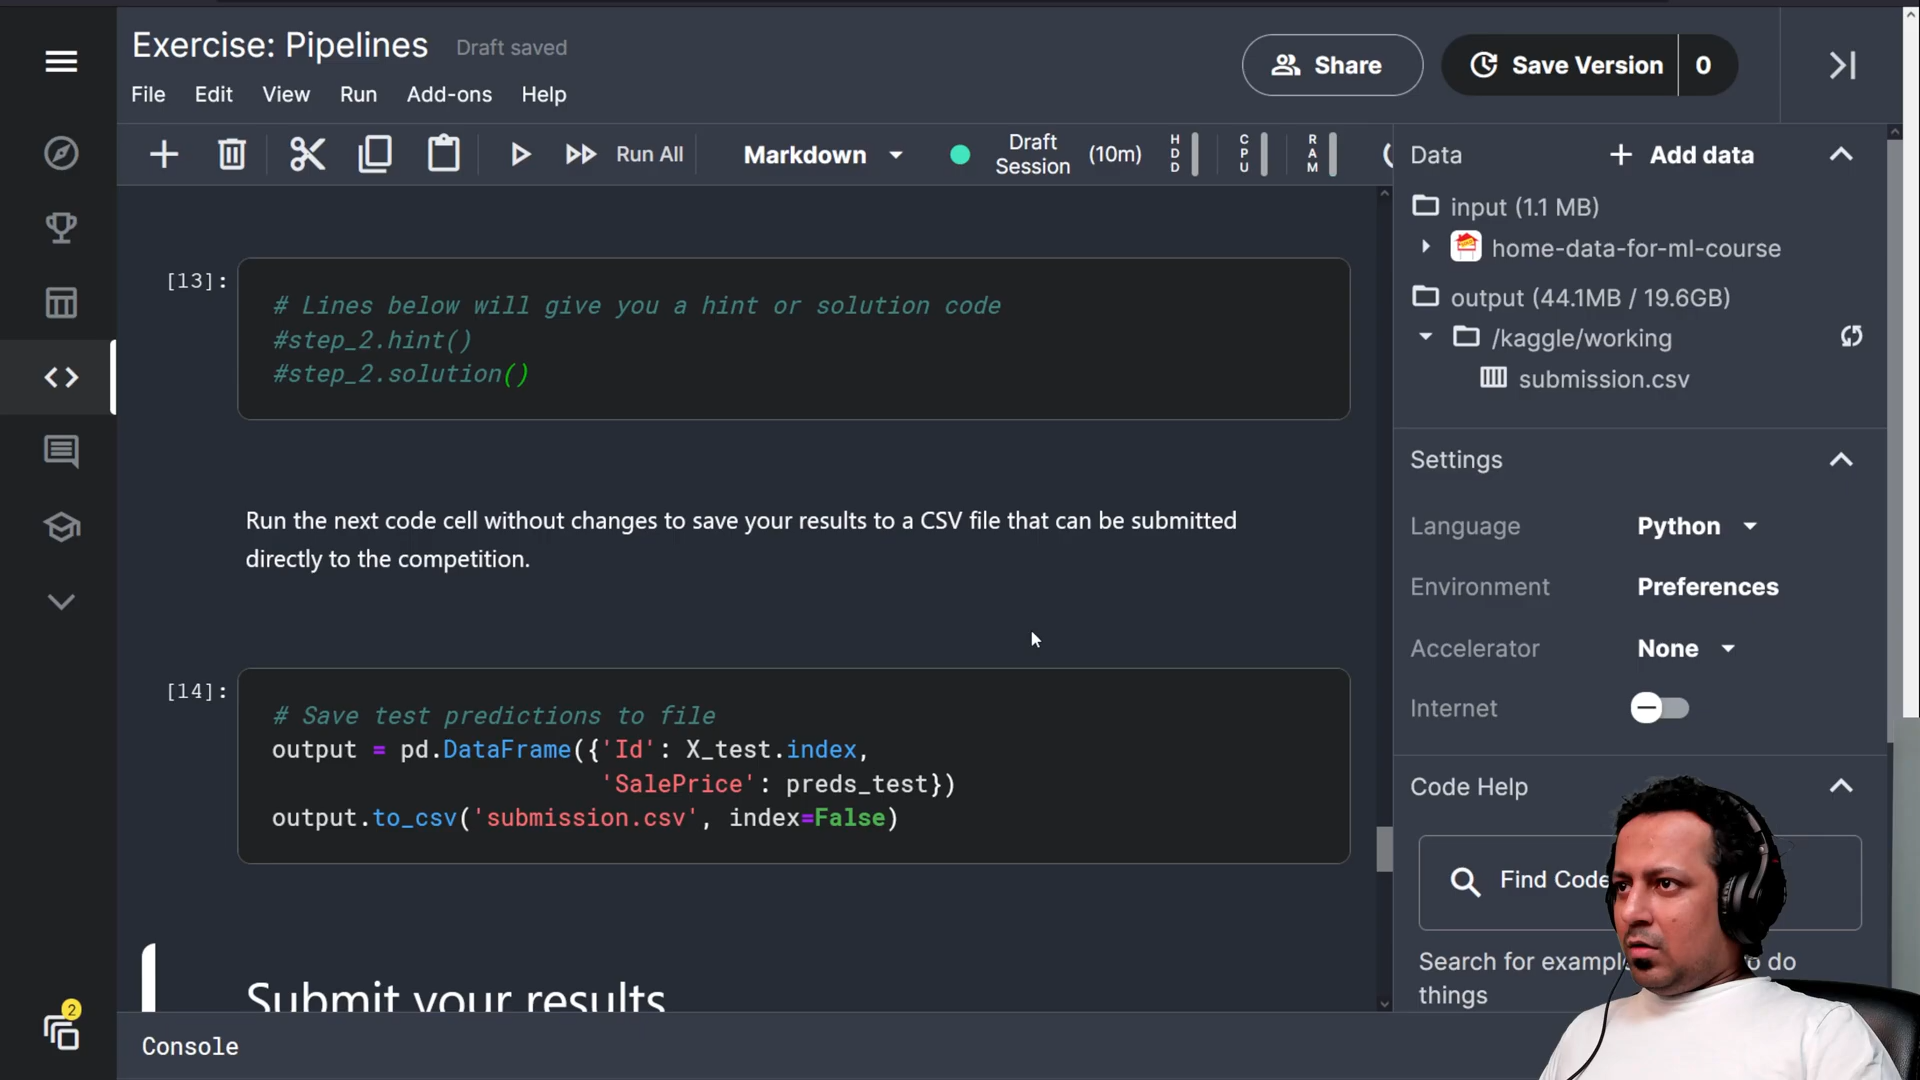 Exercise: Pipelines Draft saved
Share
Save Version 0
File Edit View Run Add-ons Help
Run All
Markdown
Draft
Session
(10m)
HDD
CPU
RAM
Data
Add data
input (1.1 MB)
home-data-for-ml-course
output (44.1MB / 19.6GB)
/kaggle/working
submission.csv
[13]:
# Lines below will give you a hint or solution code
#step_2.hint()
#step_2.solution()
Run the next code cell without changes to save your results to a CSV file that can be submitted
directly to the competition.
[14]:
# Save test predictions to file
output = pd.DataFrame({'Id': X_test.index,
'SalePrice': preds_test})
output.to_csv('submission.csv', index=False)
Submit your results
Settings
Language Python
Environment Preferences
Accelerator None
Internet
Code Help
Find Code
Search for
do
things
2
Console